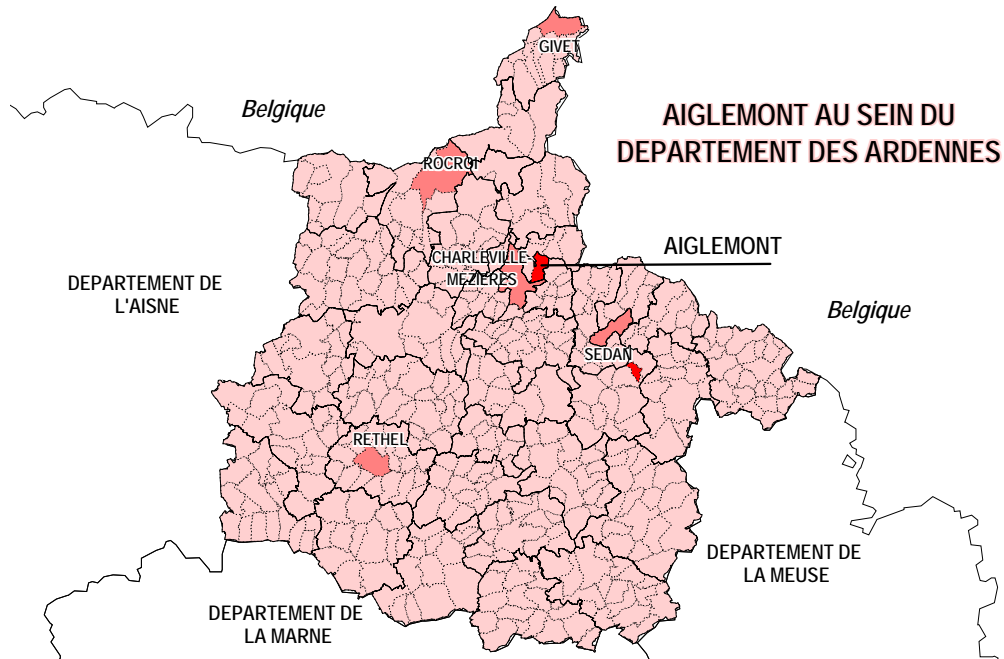 GIVET
Belgique
AIGLEMONT AU SEIN DU
DEPARTEMENT DES ARDENNES
ROCROI
AIGLEMONT
CHARLEVILLE-
MEZIERES
DEPARTEMENT DE
L'AISNE
Belgique
SEDAN
RETHEL
DEPARTEMENT DE
LA MEUSE
DEPARTEMENT DE
LA MARNE